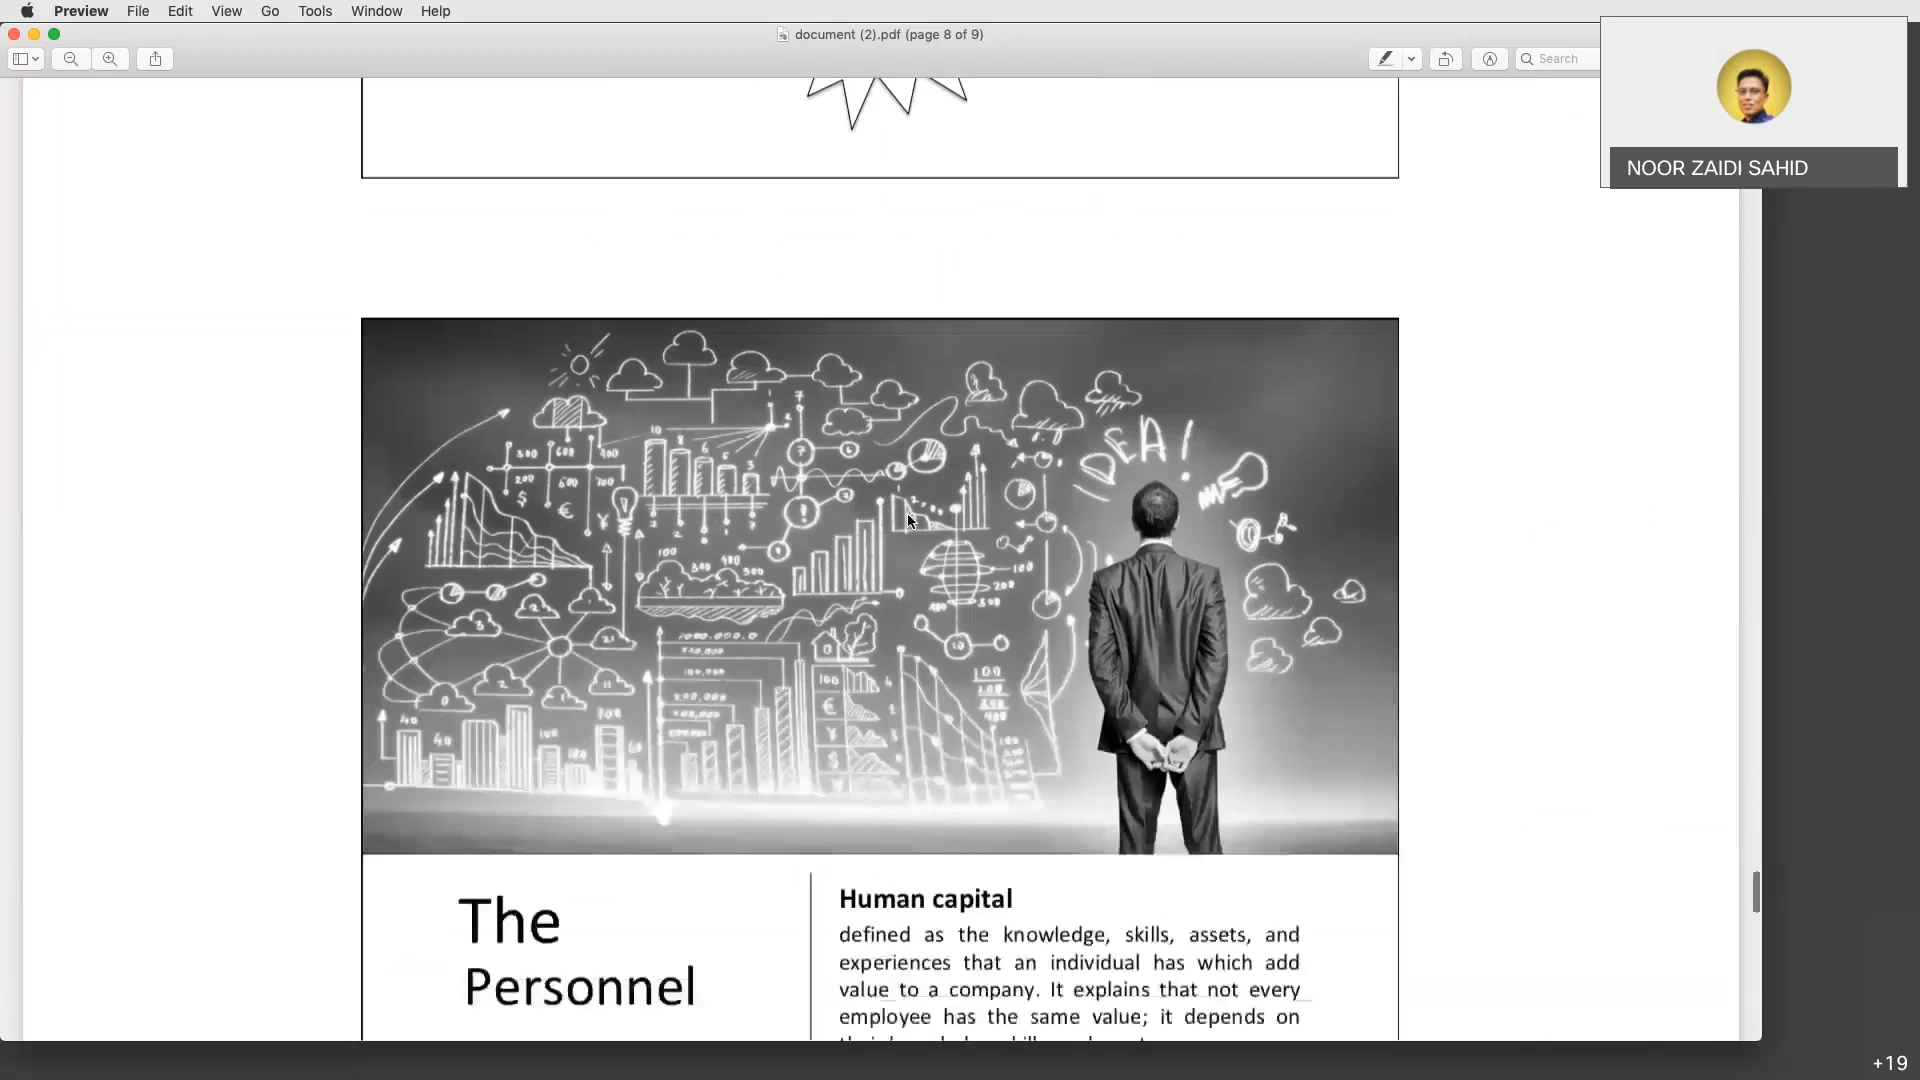 Preview File Edit View Go Tools Window Help
document (2).pdf (page 8 of 9)
Search
NOOR ZAIDI SAHID
IDEA!
The
Personnel
Human capital
defined as the knowledge, skills, assets, and
experiences that an individual has which add
value to a company. It explains that not every
employee has the same value; it depends on
+19